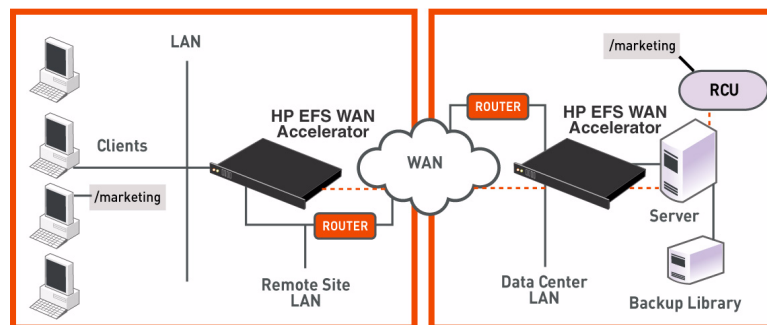 LAN
HP EFS WAN
Accelerator
Clients
/marketing
ROUTER
Remote Site
LAN
WAN
/marketing
RCU
ROUTER
HP EFS WAN
Accelerator
Server
Data Center
LAN
Backup Library